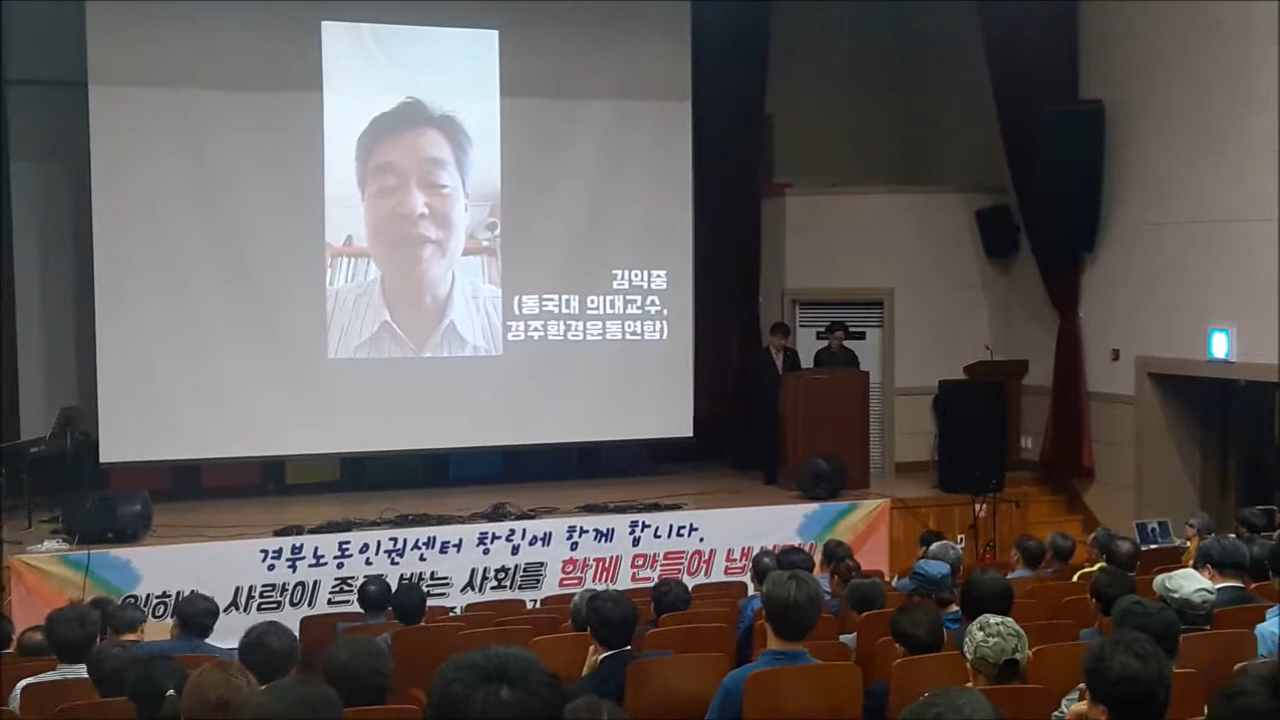 김익중
(동국대 의대교수,
경주환경운동연합)
경북노동인권센터 창립에 함께 합니다.
사람이 존중 받는 사회를 함께 만들어